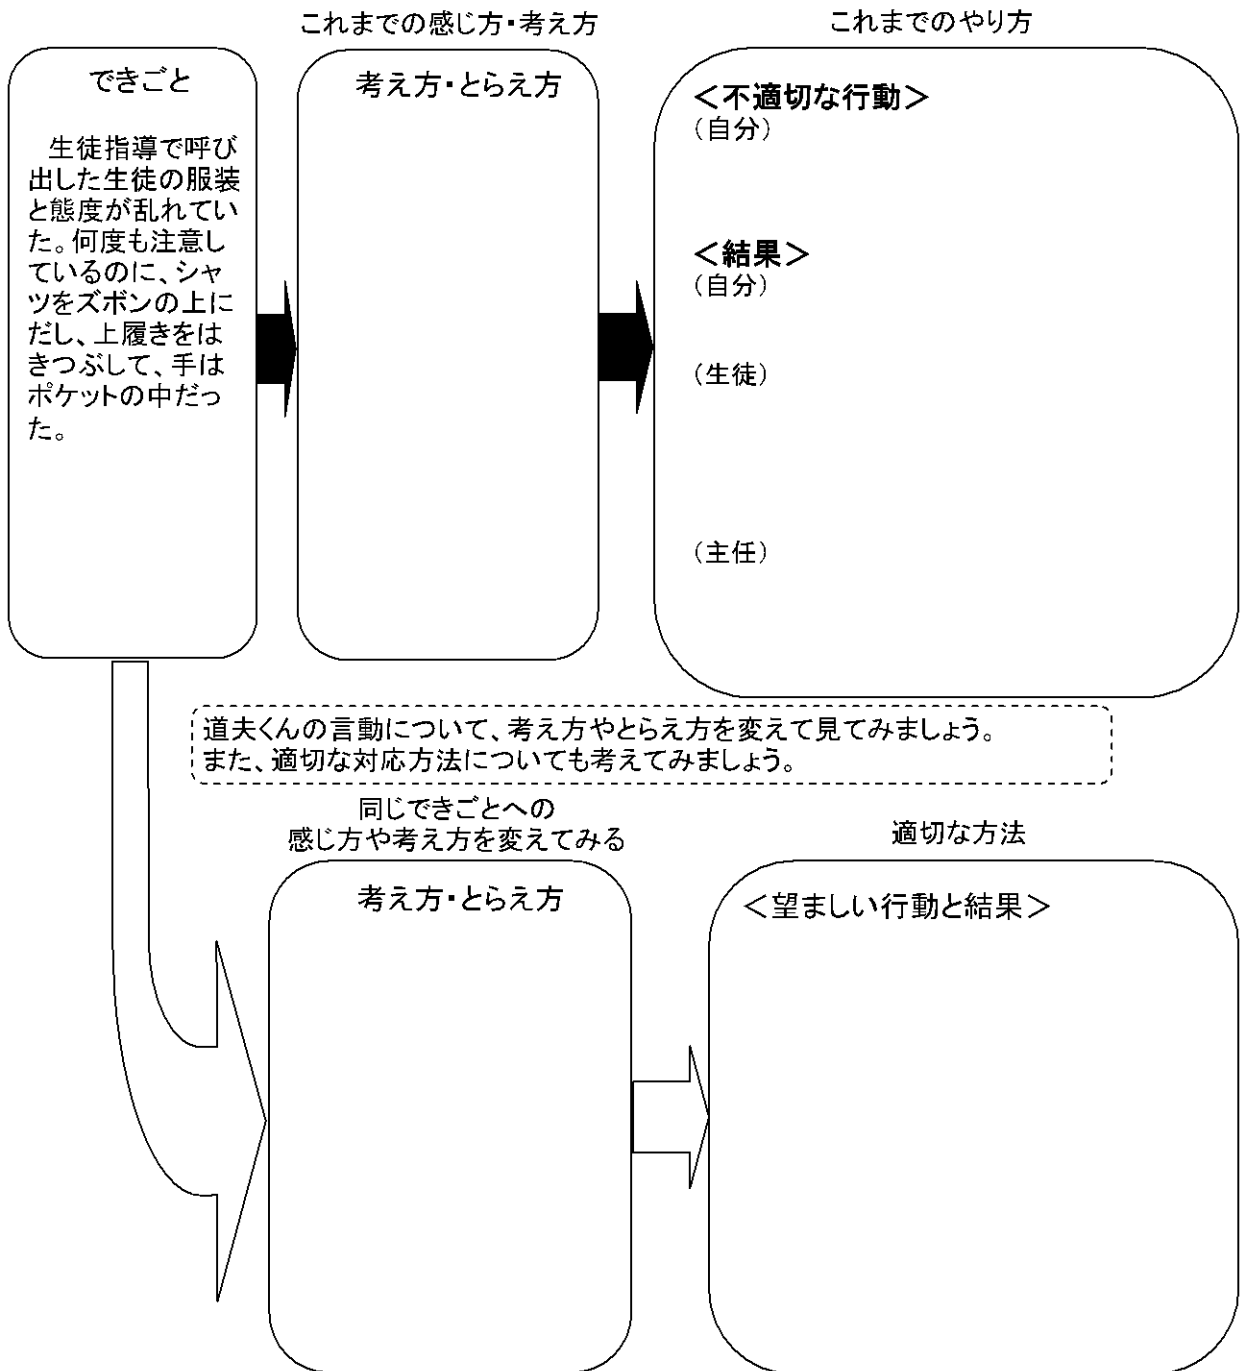 これまでの感じ方・考え方
これまでのやり方
できごと
生徒指導で呼び
出した生徒の服装
と態度が乱れてい
た。何度も注意し
ているのに、シャ
ツをズボンの上に
だし、上履きをは
きつぶして、手は
ポケットの中だっ
た。
考え方・とらえ方
＜不適切な行動＞
（自分）
＜結果＞
（自分）
（生徒）
（主任）
道夫くんの言動について、考え方やとらえ方を変えて見てみましょう。
また、適切な対応方法についても考えてみましょう。
同じできごとへの
感じ方や考え方を変えてみる
適切な方法
考え方・とらえ方
＜望ましい行動と結果＞